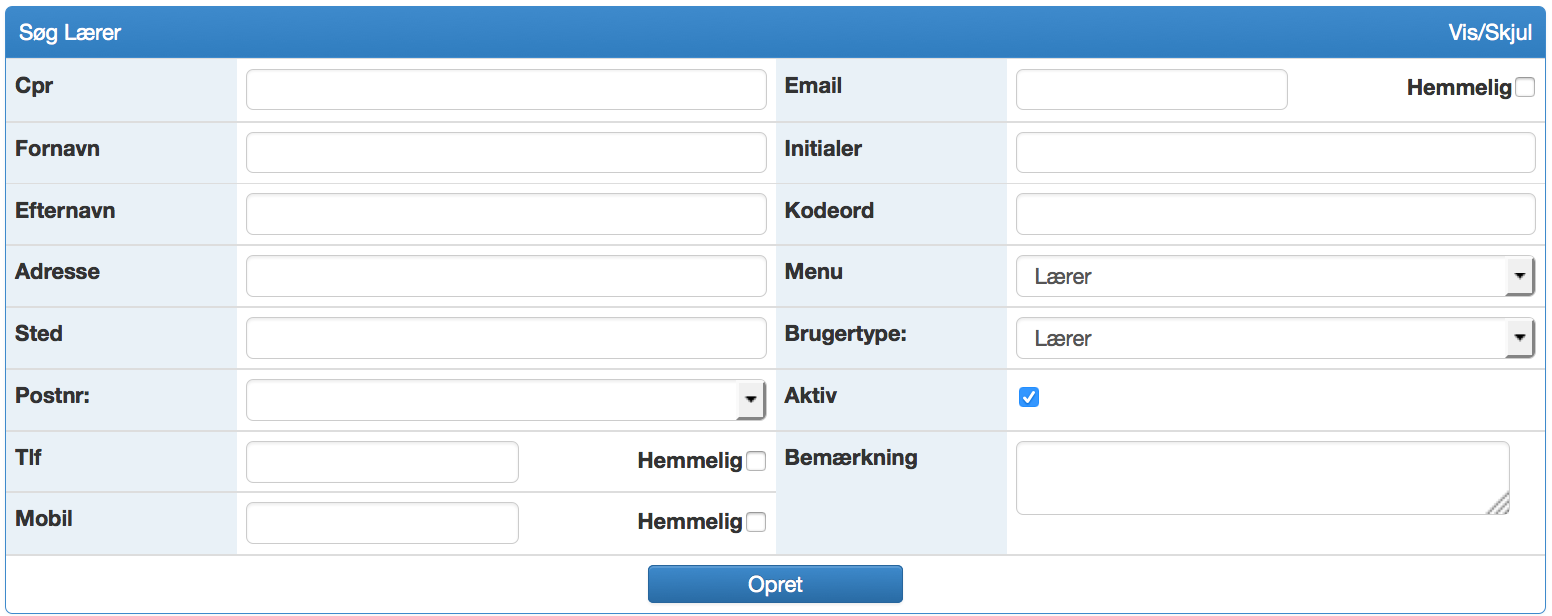 Søg Lærer Vis/Skjul
Cpr Email Hemmelig
Fornavn Initialer
Efternavn Kodeord
Adresse Menu Lærer
Sted Brugertype: Lærer
Postnr: Aktiv
Tlf Hemmelig Bemærkning
Mobil Hemmelig
Opret